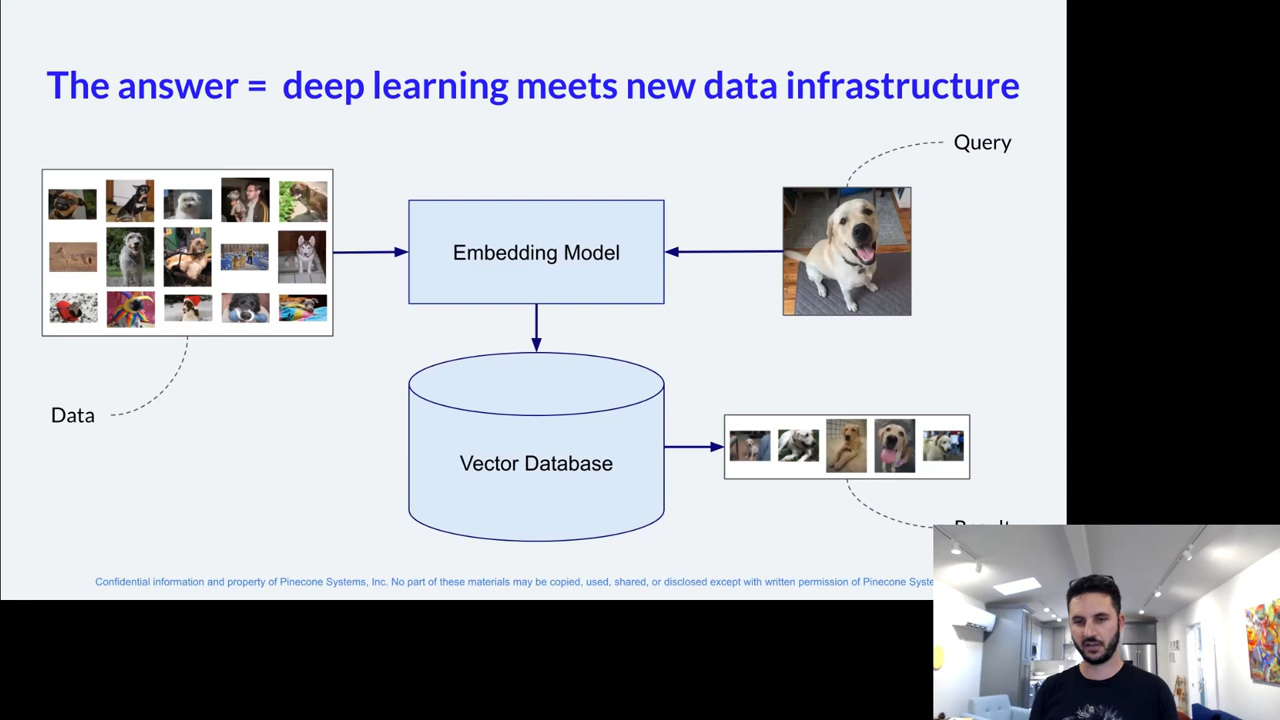 The answer = deep learning meets new data infrastructure
Query
Embedding Model
Data
Vector Database
Confidential information and property of Pinecone Systems, Inc. No part of these materials may be copied, used, shared, or disclosed except with written permission of Pinecone